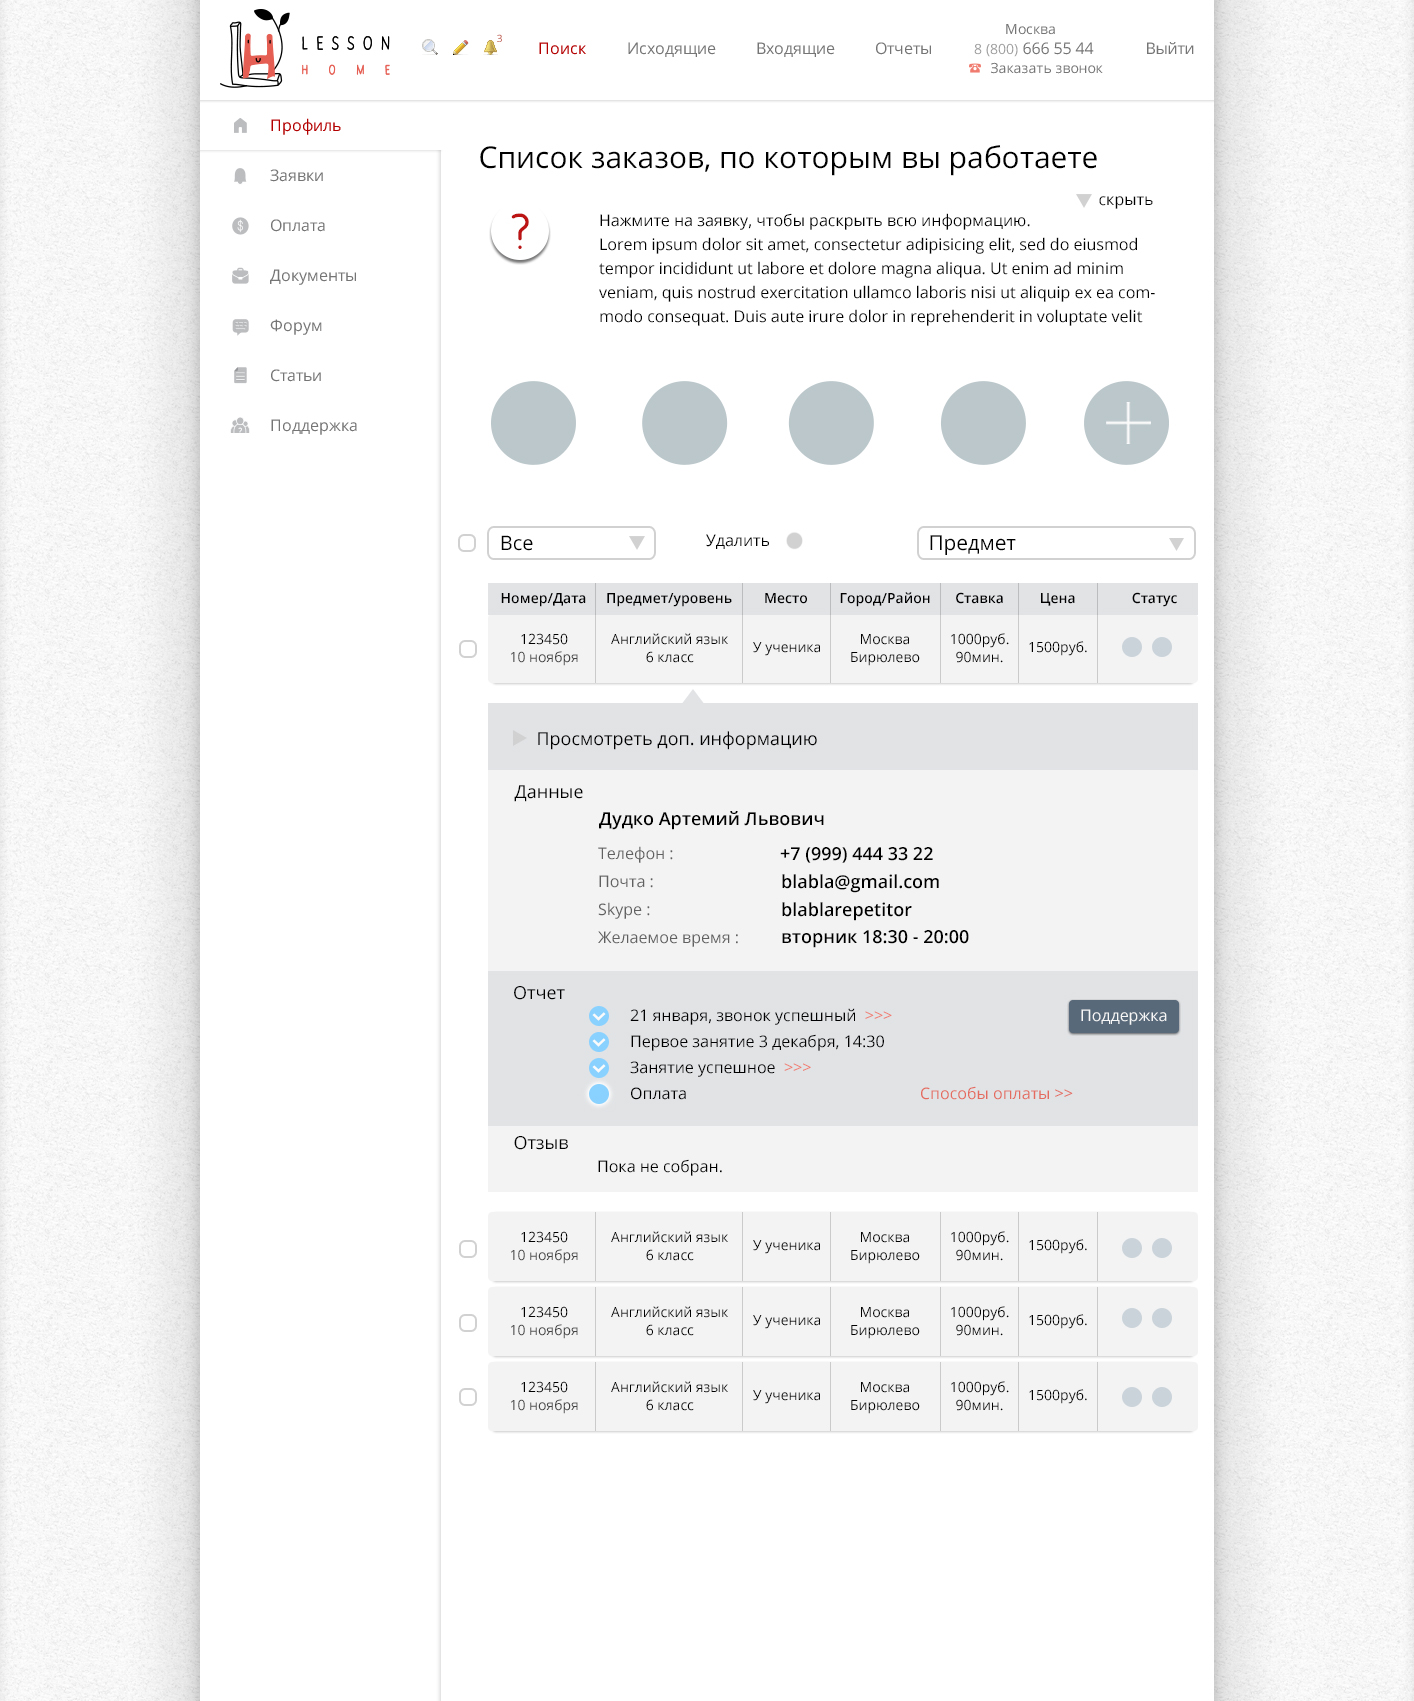 LESSON
HOME
3
Поиск
Исходящие
Входящие
Отчеты
Москва
8 (800) 666 55 44
Заказать звонок
Выйти
Профиль
Заявки
Оплата
Документы
Форум
Статьи
Поддержка
Список заказов, по которым вы работаете
скрыть
?
Нажмите на заявку, чтобы раскрыть всю информацию.
Lorem ipsum dolor sit amet, consectetur adipisicing elit, sed do eiusmod
tempor incididunt ut labore et dolore magna aliqua. Ut enim ad minim
veniam, quis nostrud exercitation ullamco laboris nisi ut aliquip ex ea com-
modo consequat. Duis aute irure dolor in reprehenderit in voluptate velit
Все
Удалить
Предмет
Номер/Дата Предмет/уровень Место Город/Район Ставка Цена Статус
123450 Английский язык У ученика Москва 1000руб. 1500руб.
10 ноября 6 класс Бирюлево 90мин.
Просмотреть доп. информацию
Данные
Дудко Артемий Львович
Телефон : +7 (999) 444 33 22
Почта : blabla@gmail.com
Skype : blablarepetitor
Желаемое время : вторник 18:30 - 20:00
Отчет
21 января, звонок успешный >>>
Поддержка
Первое занятие 3 декабря, 14:30
Занятие успешное >>>
Оплата Способы оплаты >>
Отзыв
Пока не собран.
123450 Английский язык У ученика Москва 1000руб. 1500руб.
10 ноября 6 класс Бирюлево 90мин.
123450 Английский язык У ученика Москва 1000руб. 1500руб.
10 ноября 6 класс Бирюлево 90мин.
123450 Английский язык У ученика Москва 1000руб. 1500руб.
10 ноября 6 класс Бирюлево 90мин.